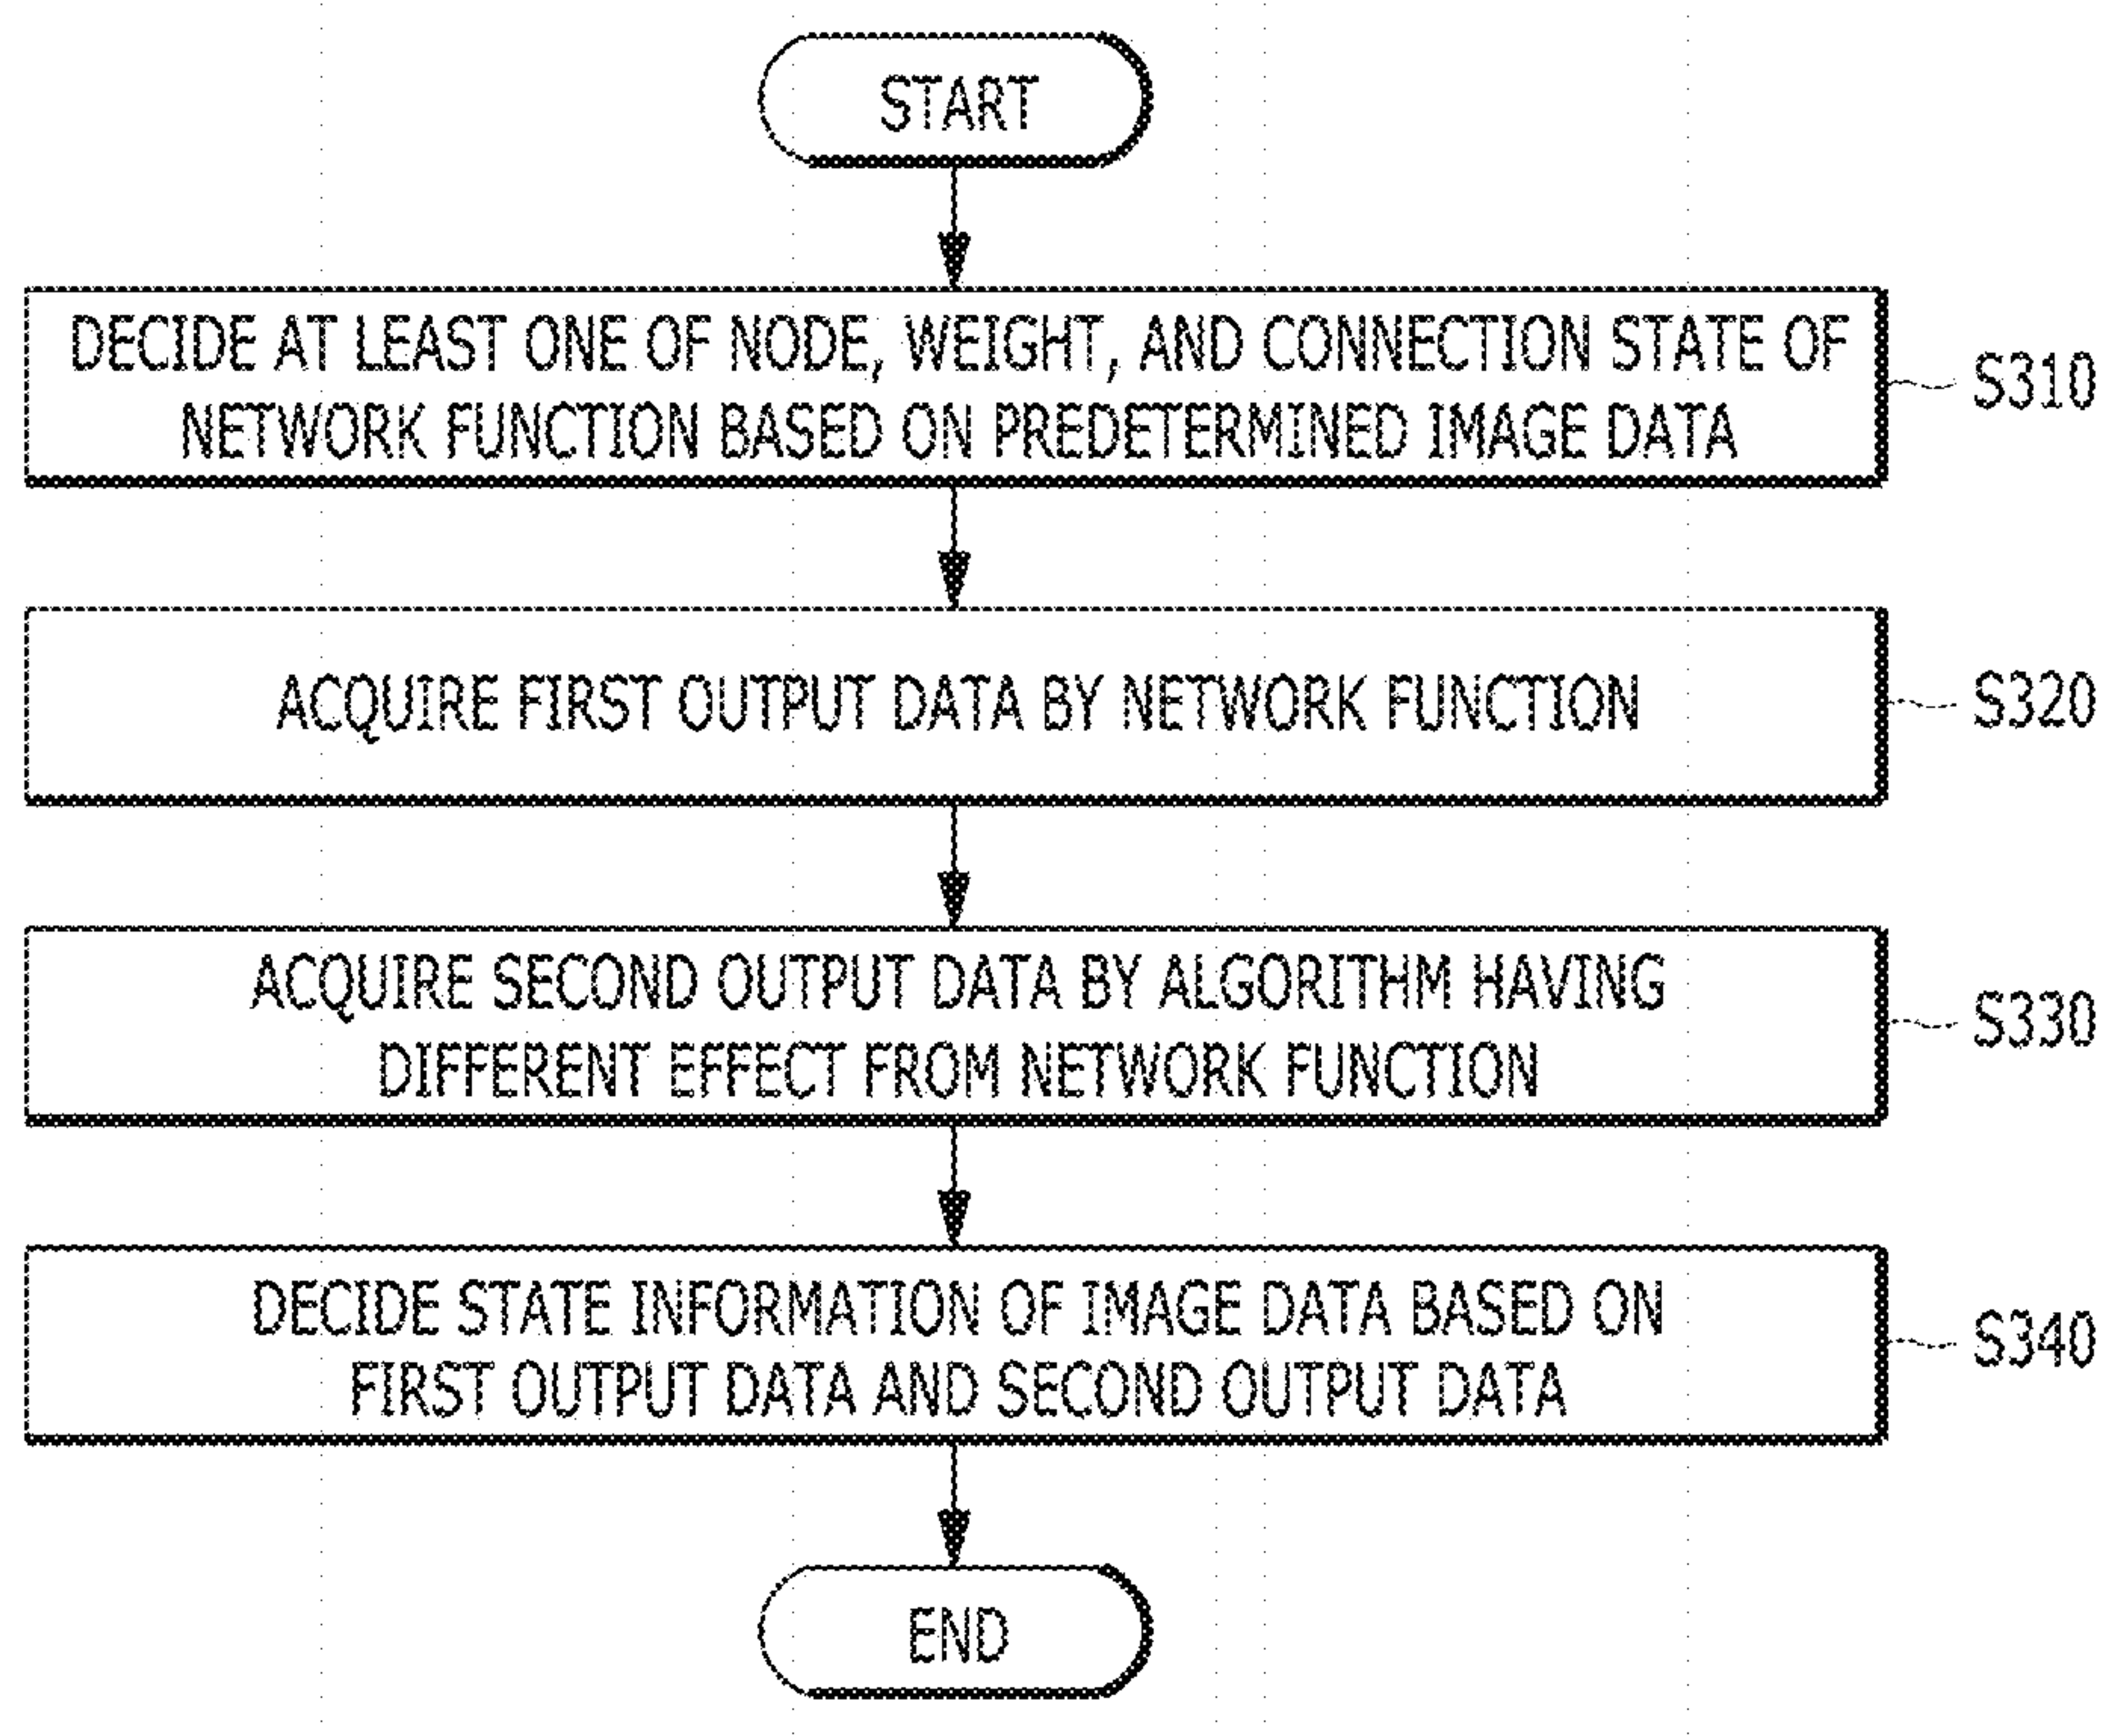 START
DECIDE AT LEAST ONE OF NODE, WEIGHT, AND CONNECTION STATE OF
NETWORK FUNCTION BASED ON PREDETERMINED IMAGE DATA
S310
ACQUIRE FIRST OUTPUT DATA BY NETWORK FUNCTION
S320
ACQUIRE SECOND OUTPUT DATA BY ALGORITHM HAVING
DIFFERENT EFFECT FROM NETWORK FUNCTION
S330
DECIDE STATE INFORMATION OF IMAGE DATA BASED ON
FIRST OUTPUT DATA AND SECOND OUTPUT DATA
S340
END